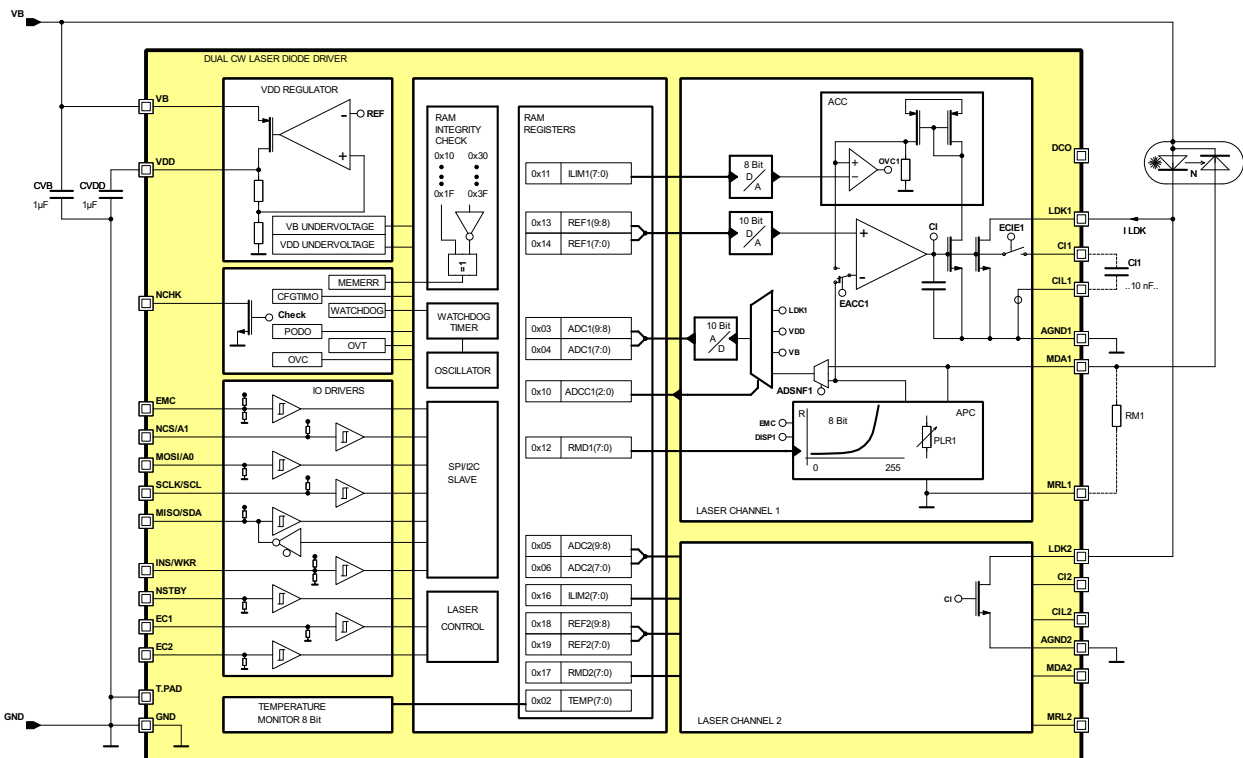 VB
DUAL CW LASER DIODE DRIVER
VB
VDD
CVB
1µF
CVDD
1µF
VDD REGULATOR
REF
VB UNDERVOLTAGE
VDD UNDERVOLTAGE
NCHK
Check
MEMERR
CFGTIMO
WATCHDOG
PODO
OVT
OVC
IO DRIVERS
EMC
NCS/A1
MOSI/A0
SCLK/SCL
MISO/SDA
INS/WKR
NSTBY
EC1
EC2
T.PAD
GND
GND
TEMPERATURE
MONITOR 8 Bit
RAM
INTEGRITY
CHECK
0x10 0x30
0x1F 0x3F
=1
WATCHDOG
TIMER
OSCILLATOR
SPI/I2C
SLAVE
LASER
CONTROL
RAM
REGISTERS
0x11 ILIM1(7:0)
0x13 REF1(9:8)
0x14 REF1(7:0)
0x03 ADC1(9:8)
0x04 ADC1(7:0)
0x10 ADCC1(2:0)
0x12 RMD1(7:0)
0x05 ADC2(9:8)
0x06 ADC2(7:0)
0x16 ILIM2(7:0)
0x18 REF2(9:8)
0x19 REF2(7:0)
0x17 RMD2(7:0)
0x02 TEMP(7:0)
8 Bit
D
A
10 Bit
D
A
10 Bit
A
D
ACC
OVC1
CI
ECIE1
EACC1
LDK1
VDD
VB
ADSNF1
EMC
DISP1
R
8 Bit
APC
PLR1
0 255
LASER CHANNEL 1
CI
LASER CHANNEL 2
DCO
LDK1
CI1
CIL1
AGND1
MDA1
MRL1
LDK2
CI2
CIL2
AGND2
MDA2
MRL2
N
I LDK
CI1
..10 nF..
RM1